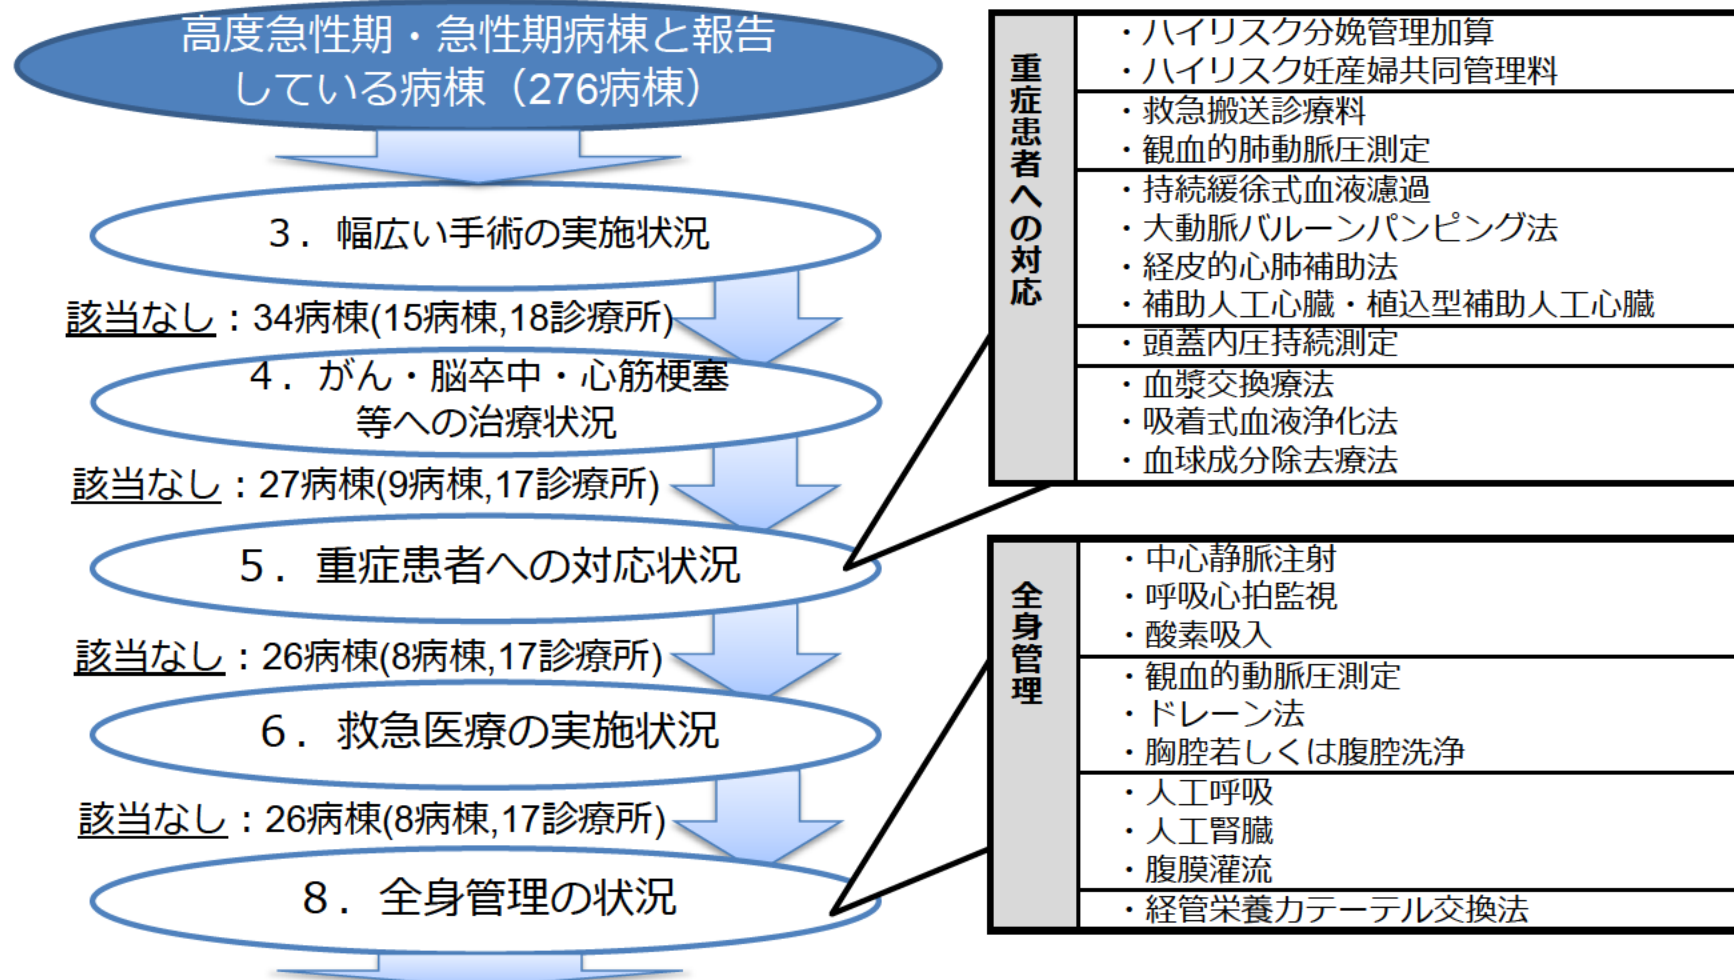 高度急性期・急性期病棟と報告
している病棟（276病棟）
３．幅広い手術の実施状況
該当なし：34病棟(15病棟,18診療所)
４．がん・脳卒中・心筋梗塞
等への治療状況
該当なし：27病棟(9病棟,17診療所)
５．重症患者への対応状況
該当なし：26病棟(8病棟,17診療所)
６．救急医療の実施状況
該当なし：26病棟(8病棟,17診療所)
８．全身管理の状況
重症患者への対応
・ハイリスク分娩管理加算
・ハイリスク妊産婦共同管理料
・救急搬送診療料
・観血的肺動脈圧測定
・持続緩徐式血液濾過
・大動脈バルーンパンピング法
・経皮的心肺補助法
・補助人工心臓・植込型補助人工心臓
・頭蓋内圧持続測定
・血漿交換療法
・吸着式血液浄化法
・血球成分除去療法
全身管理
・中心静脈注射
・呼吸心拍監視
・酸素吸入
・観血的動脈圧測定
・ドレーン法
・胸腔若しくは腹腔洗浄
・人工呼吸
・人工腎臓
・腹膜灌流
・経管栄養カテーテル交換法